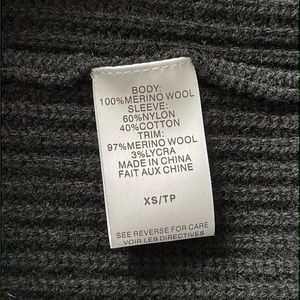 BODY:
100%MERINO WOOL
SLEEVE:
60%NYLON
40%COTTON
TRIM:
97%MERINO WOOL
3%LYCRA
MADE IN CHINA
FAIT AUX CHINE
XS/TP
SEE REVERSE FOR CARE
VOIR LES DIRECTIVES